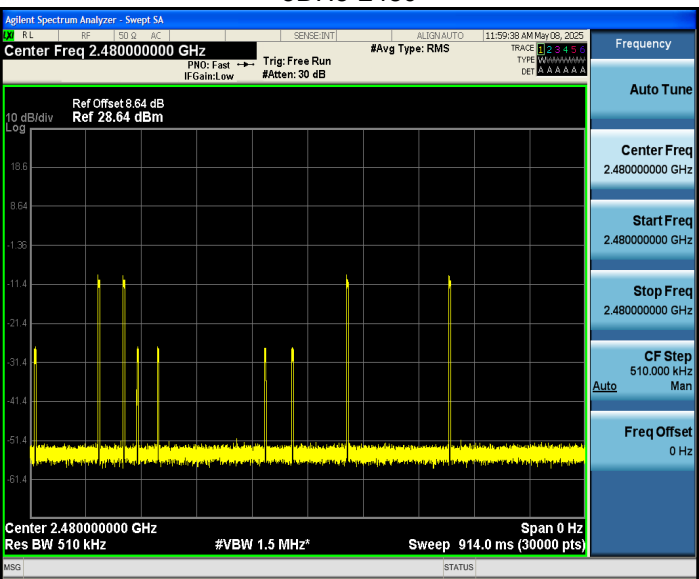 Agilent Spectrum Analyzer - Swept SA
LXI RL RF 50 Ω AC SENSE:INT ALIGNAUTO 11:59:38 AM May 08, 2025
Center Freq 2.480000000 GHz #Avg Type: RMS TRACE 1 2 3 4 5 6
PNO: Fast Trig: Free Run TYPE WWWWWW
IFGain:Low #Atten: 30 dB DET A A A A A A
Ref Offset 8.64 dB
10 dB/div Ref 28.64 dBm
Log
18.6
8.64
-1.36
-11.4
-21.4
-31.4
-41.4
-51.4
-61.4
Center 2.480000000 GHz Span 0 Hz
Res BW 510 kHz #VBW 1.5 MHz* Sweep 914.0 ms (30000 pts)
MSG STATUS
Frequency
Auto Tune
Center Freq
2.480000000 GHz
Start Freq
2.480000000 GHz
Stop Freq
2.480000000 GHz
CF Step
510.000 kHz
Auto Man
Freq Offset
0 Hz